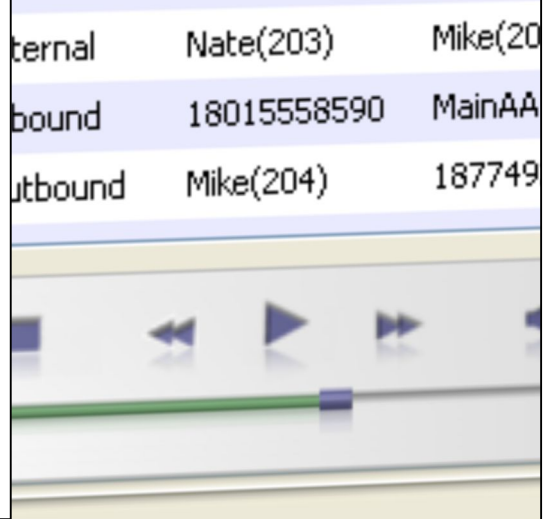 ternal Nate(203) Mike(20
bound 18015558590 MainAA
utbound Mike(204) 187749